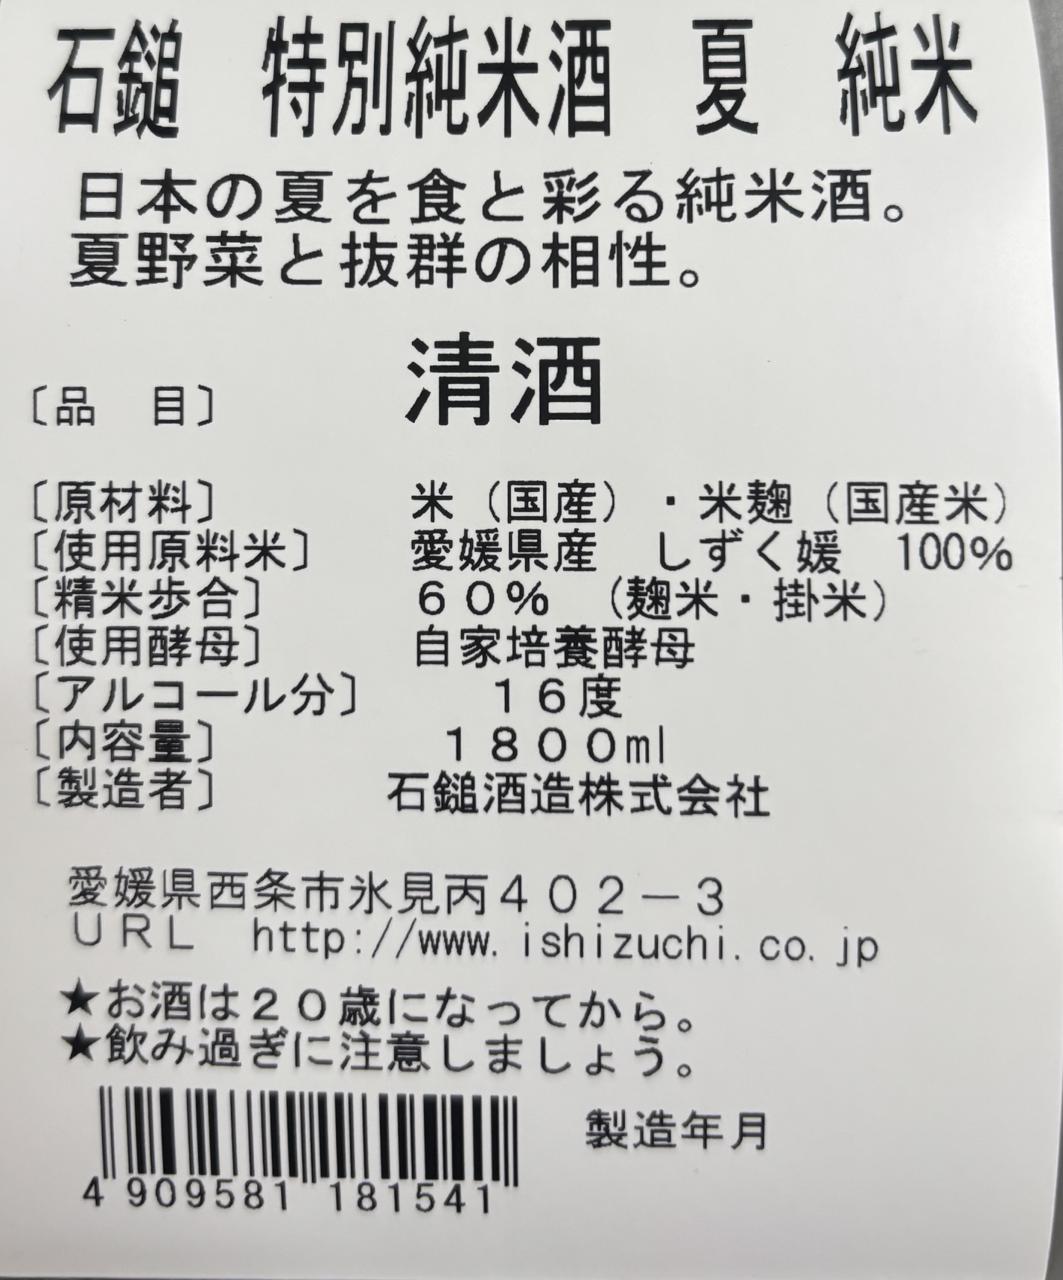 石鎚　特別純米酒　夏　純米
日本の夏を食と彩る純米酒。
夏野菜と抜群の相性。
〔品　目〕　清酒
〔原材料〕　米（国産）・米麹（国産米）
〔使用原料米〕　愛媛県産　しずく媛　100%
〔精米歩合〕　６０%　（麹米・掛米）
〔使用酵母〕　自家培養酵母
〔アルコール分〕　１６度
〔内容量〕　１８００ml
〔製造者〕　石鎚酒造株式会社
愛媛県西条市氷見丙４０２－３
ＵＲＬ　http://www.ishizuchi.co.jp
★お酒は２０歳になってから。
★飲み過ぎに注意しましょう。
製造年月
4 909581 181541